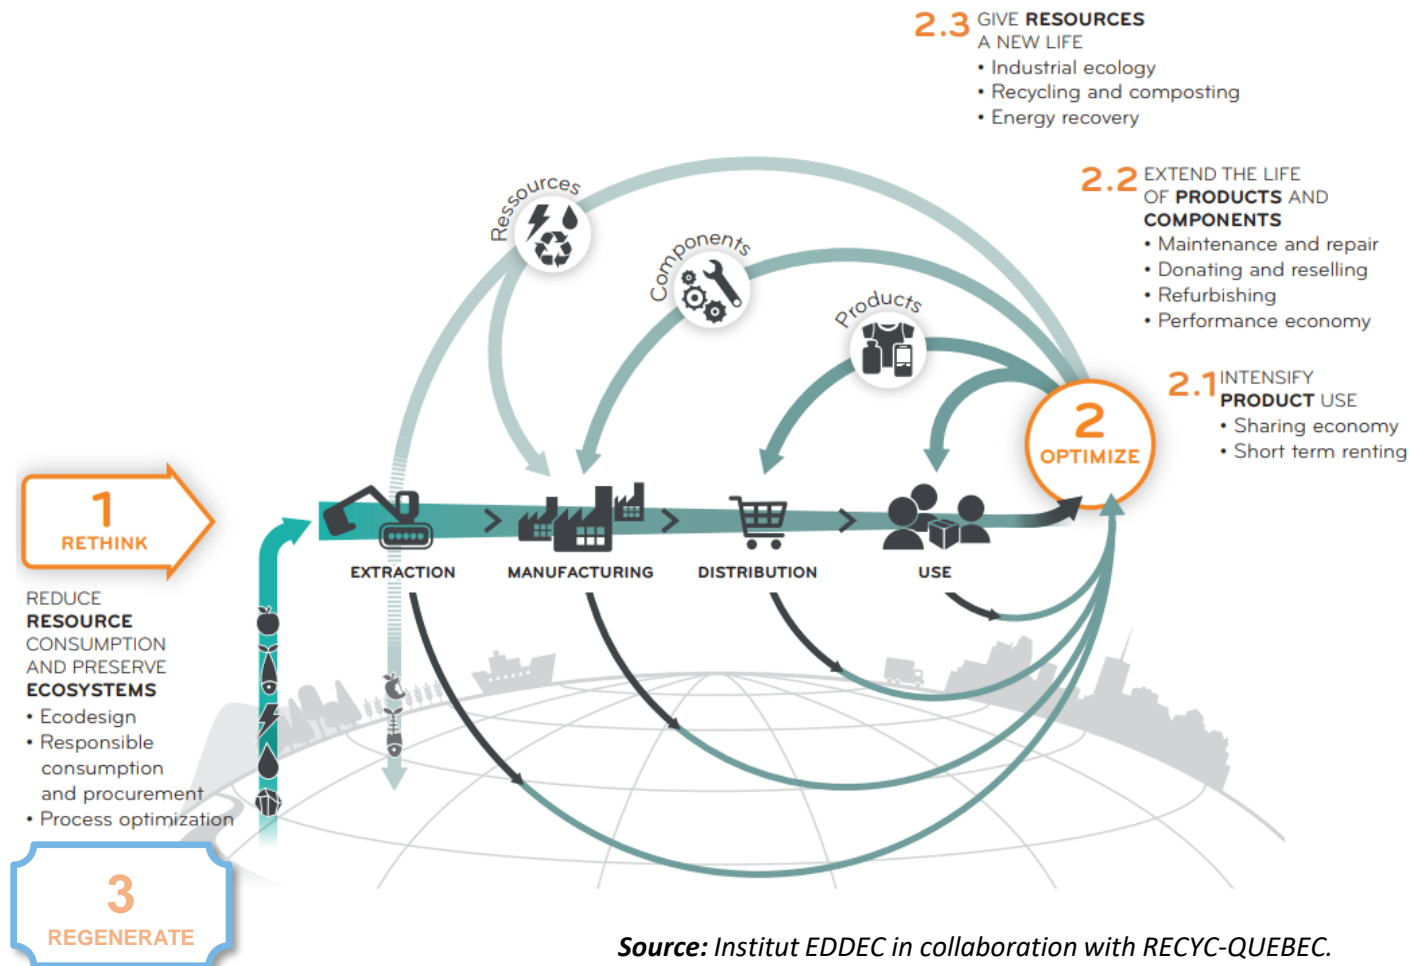 2.3 GIVE RESOURCES
A NEW LIFE
• Industrial ecology
• Recycling and composting
• Energy recovery
2.2 EXTEND THE LIFE
OF PRODUCTS AND
COMPONENTS
• Maintenance and repair
• Donating and reselling
• Refurbishing
• Performance economy
2.1 INTENSIFY
PRODUCT USE
• Sharing economy
• Short term renting
Ressources
Components
Products
2
OPTIMIZE
1
RETHINK
EXTRACTION
MANUFACTURING
DISTRIBUTION
USE
REDUCE
RESOURCE
CONSUMPTION
AND PRESERVE
ECOSYSTEMS
• Ecodesign
• Responsible
consumption
and procurement
• Process optimization
3
REGENERATE
Source: Institut EDDEC in collaboration with RECYC-QUEBEC.